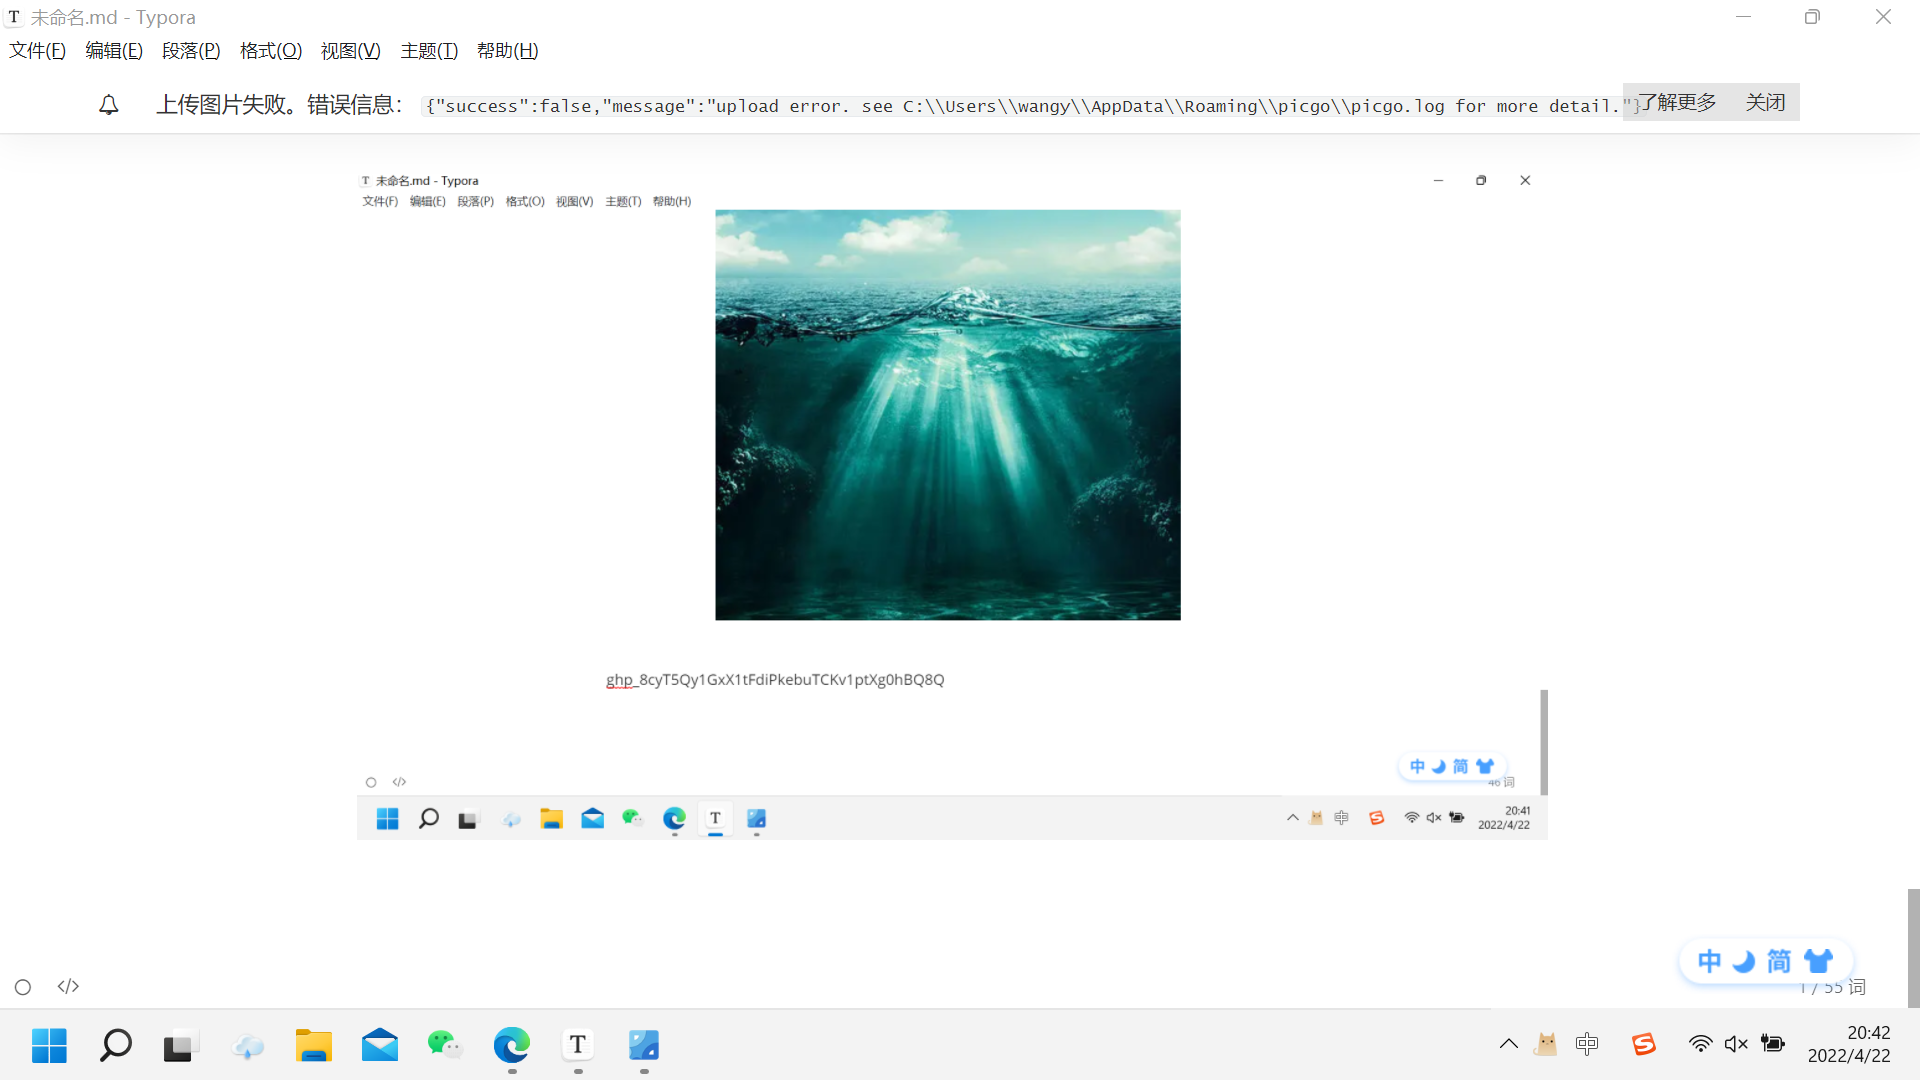 未命名.md - Typora
文件(F) 编辑(E) 段落(P) 格式(O) 视图(V) 主题(T) 帮助(H)
上传图片失败。错误信息: {"success":false,"message":"upload error. see C:\\Users\\wangy\\AppData\\Roaming\\picgo\\picgo.log for more detail."} 了解更多 关闭
未命名.md - Typora
文件(F) 编辑(E) 段落(P) 格式(O) 视图(V) 主题(T) 帮助(H)
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
中 简
46 词
</>
中 20:41
2022/4/22
中 简
1 / 55 词
</>
中 20:42
2022/4/22